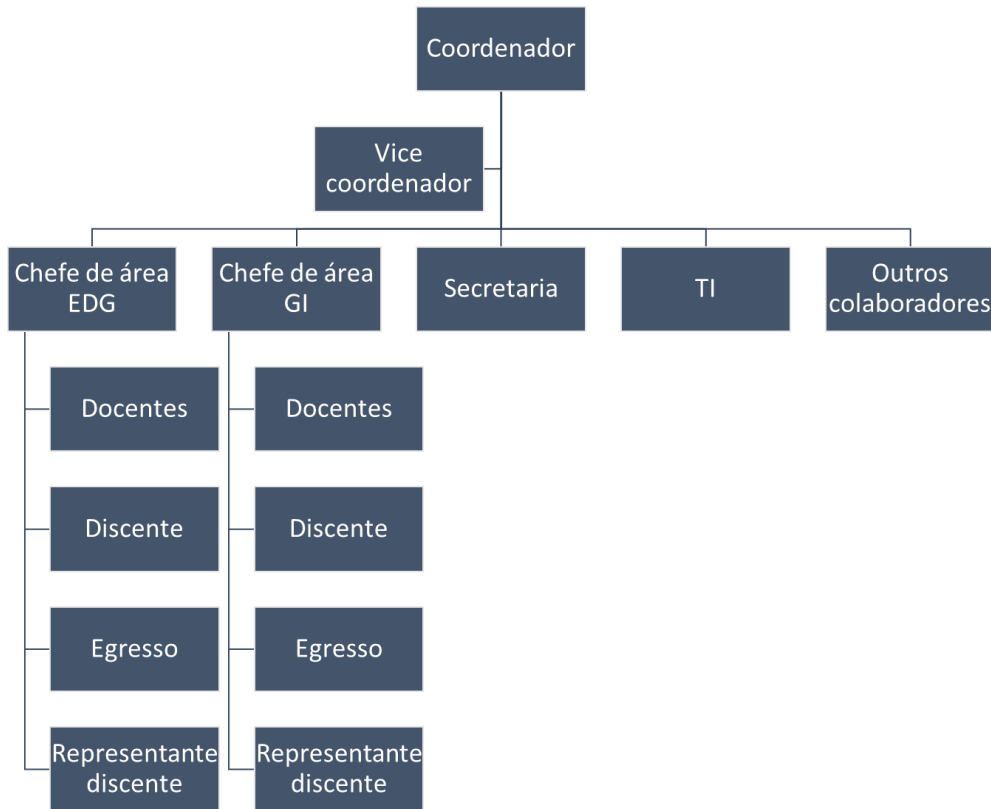 Coordenador
Vice
coordenador
Chefe de área
EDG
Chefe de área
GI
Secretaria
TI
Outros
colaboradores
Docentes
Docentes
Discente
Discente
Egresso
Egresso
Representante
discente
Representante
discente